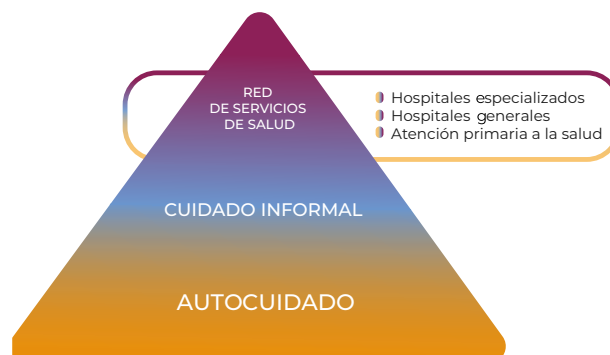 RED
DE SERVICIOS
DE SALUD
Hospitales especializados
Hospitales generales
Atención primaria a la salud
CUIDADO INFORMAL
AUTOCUIDADO